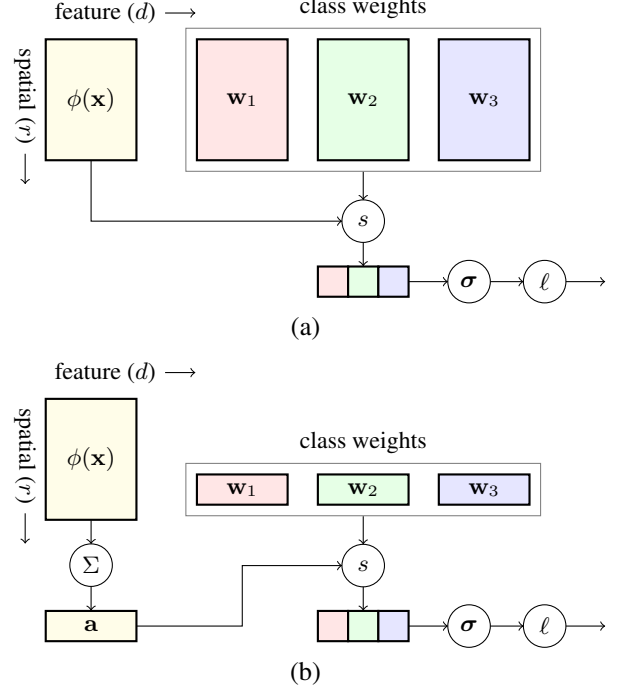 feature (d) →
class weights
spatial (r) →
ϕ(x)
w₁
w₂
w₃
s
σ
ℓ
(a)
feature (d) →
spatial (r) →
ϕ(x)
class weights
w₁
w₂
w₃
Σ
s
a
σ
ℓ
(b)